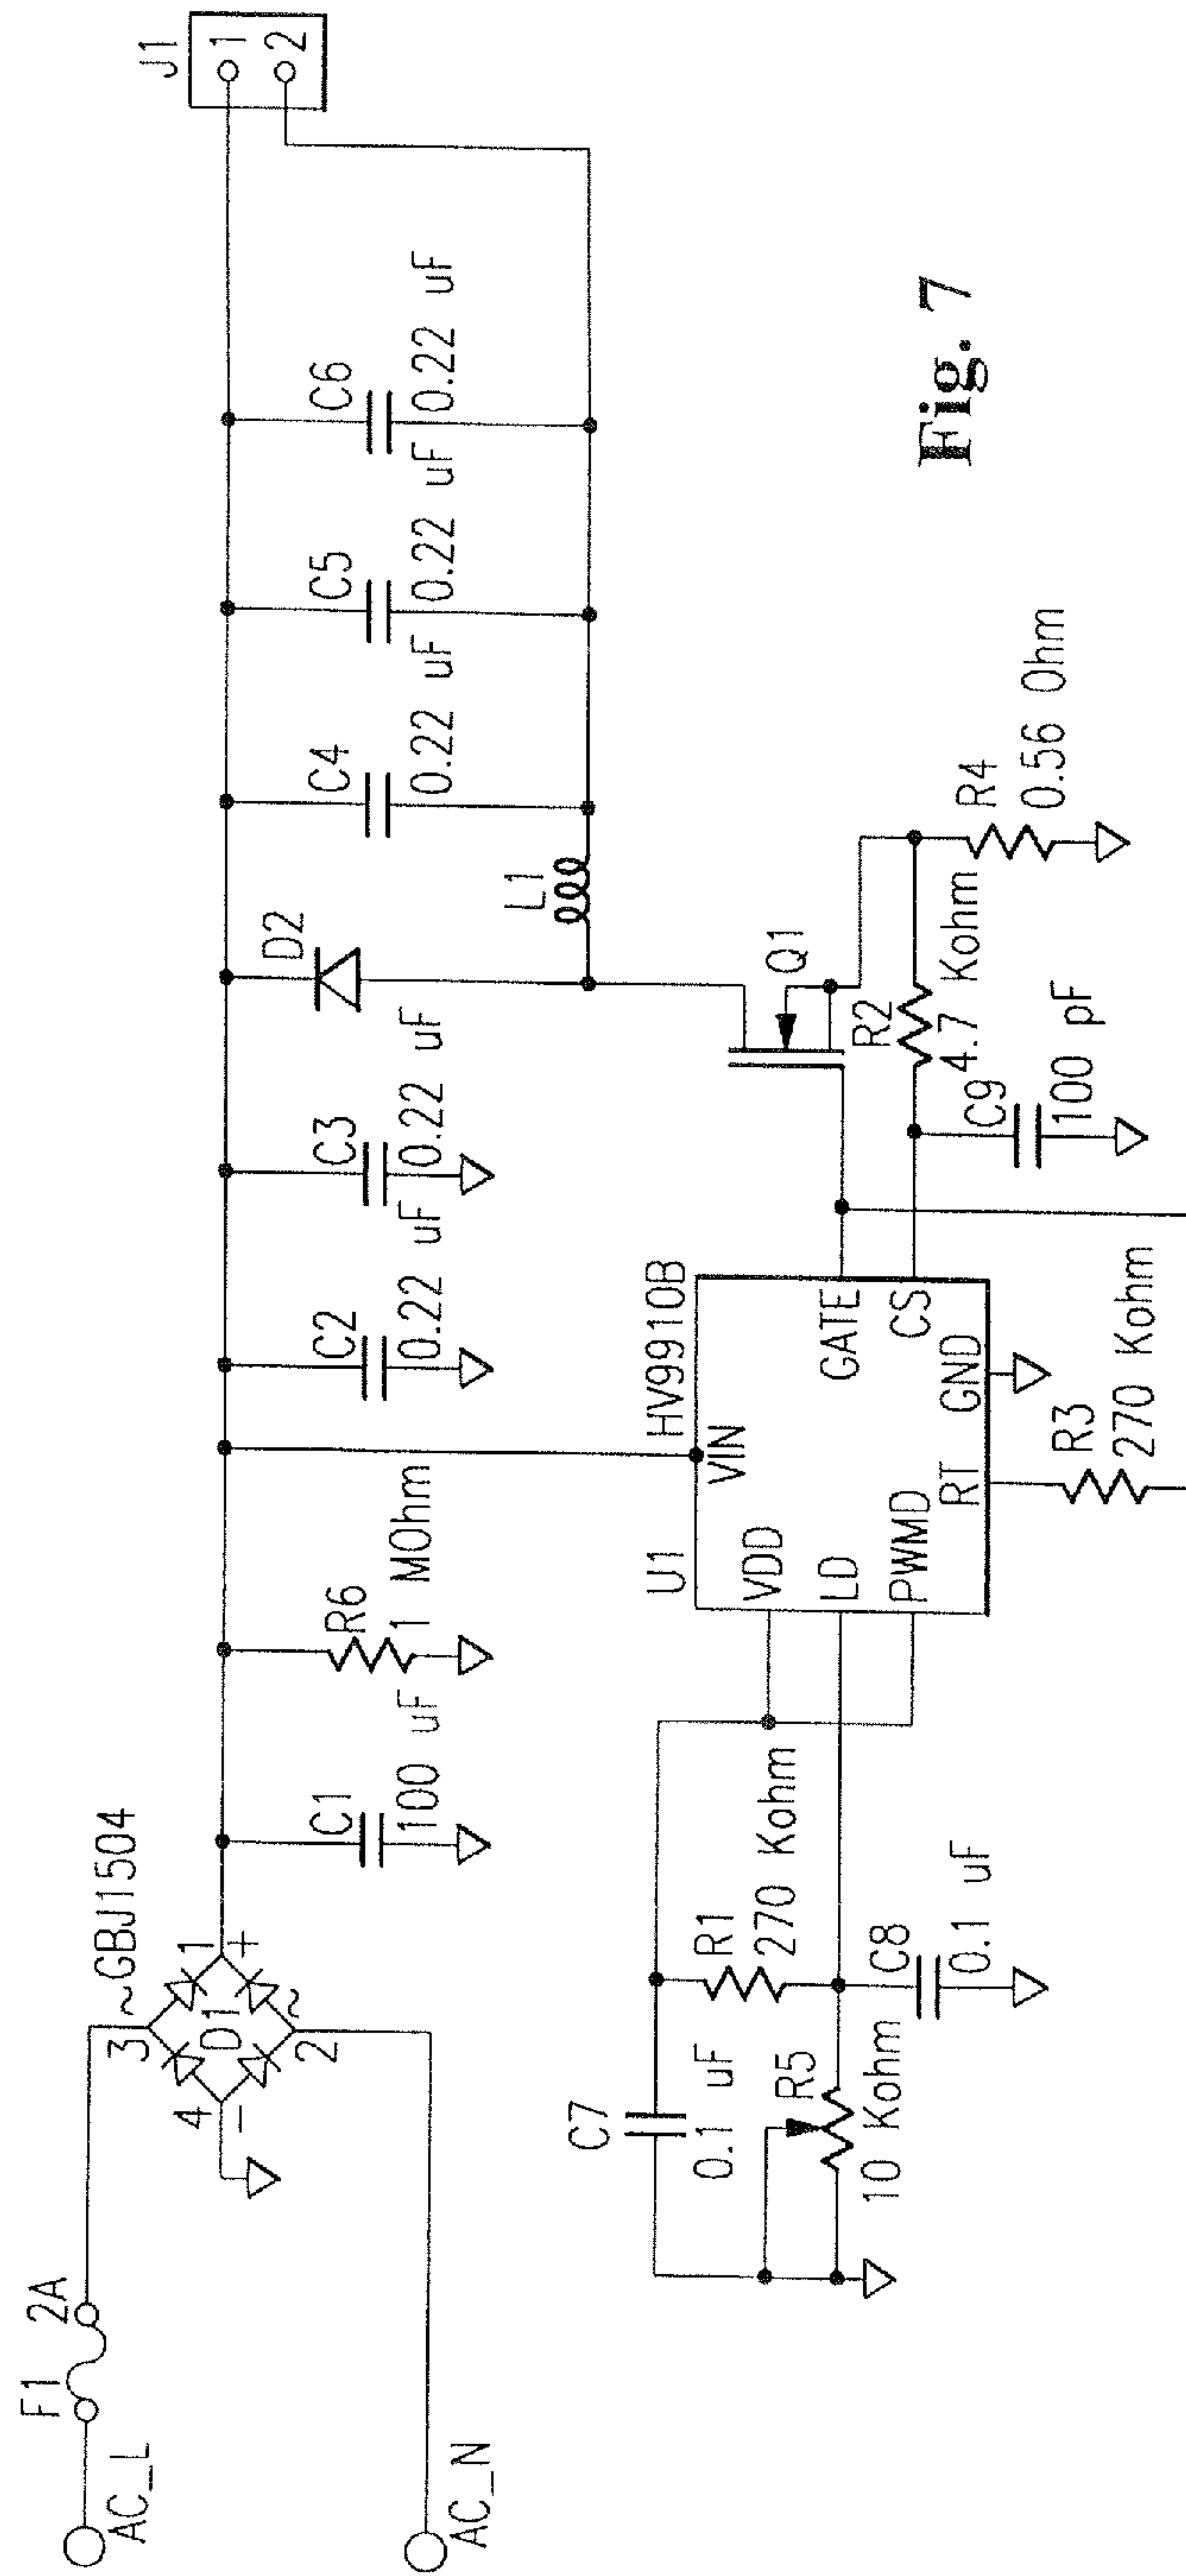 F1 2A
AC_L
AC_N
3 ~GBJ1504
4 D1 1
- +
2 ~
C1
100 uF
R6
1 MOhm
C2
0.22 uF
C3
0.22 uF
D2
L1
C4
0.22 uF
C5
0.22 uF
C6
0.22 uF
J1
1
2
C7
0.1 uF
R1
270 Kohm
R5
10 Kohm
C8
0.1 uF
U1 HV9910B
VIN
VDD
LD GATE
PWMD CS
RT GND
R3
270 Kohm
Q1
R2
4.7 Kohm
C9
100 pF
R4
0.56 Ohm
Fig. 7